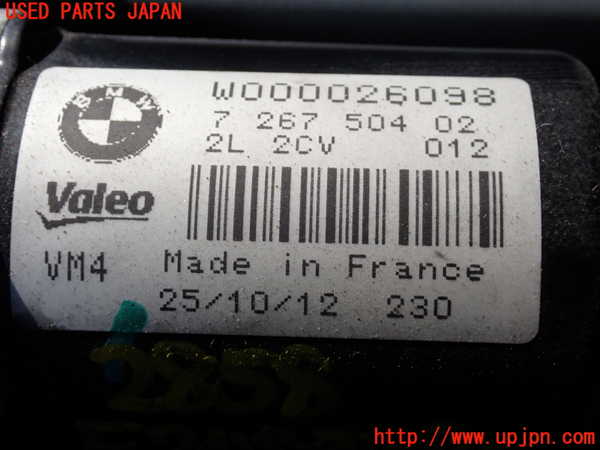 USED PARTS JAPAN
BMW
W000026098
7 267 504 02
2L 2CV 012
Valeo
VM4 Made in France
25/10/12 230
2858
http://www.upjpn.com/